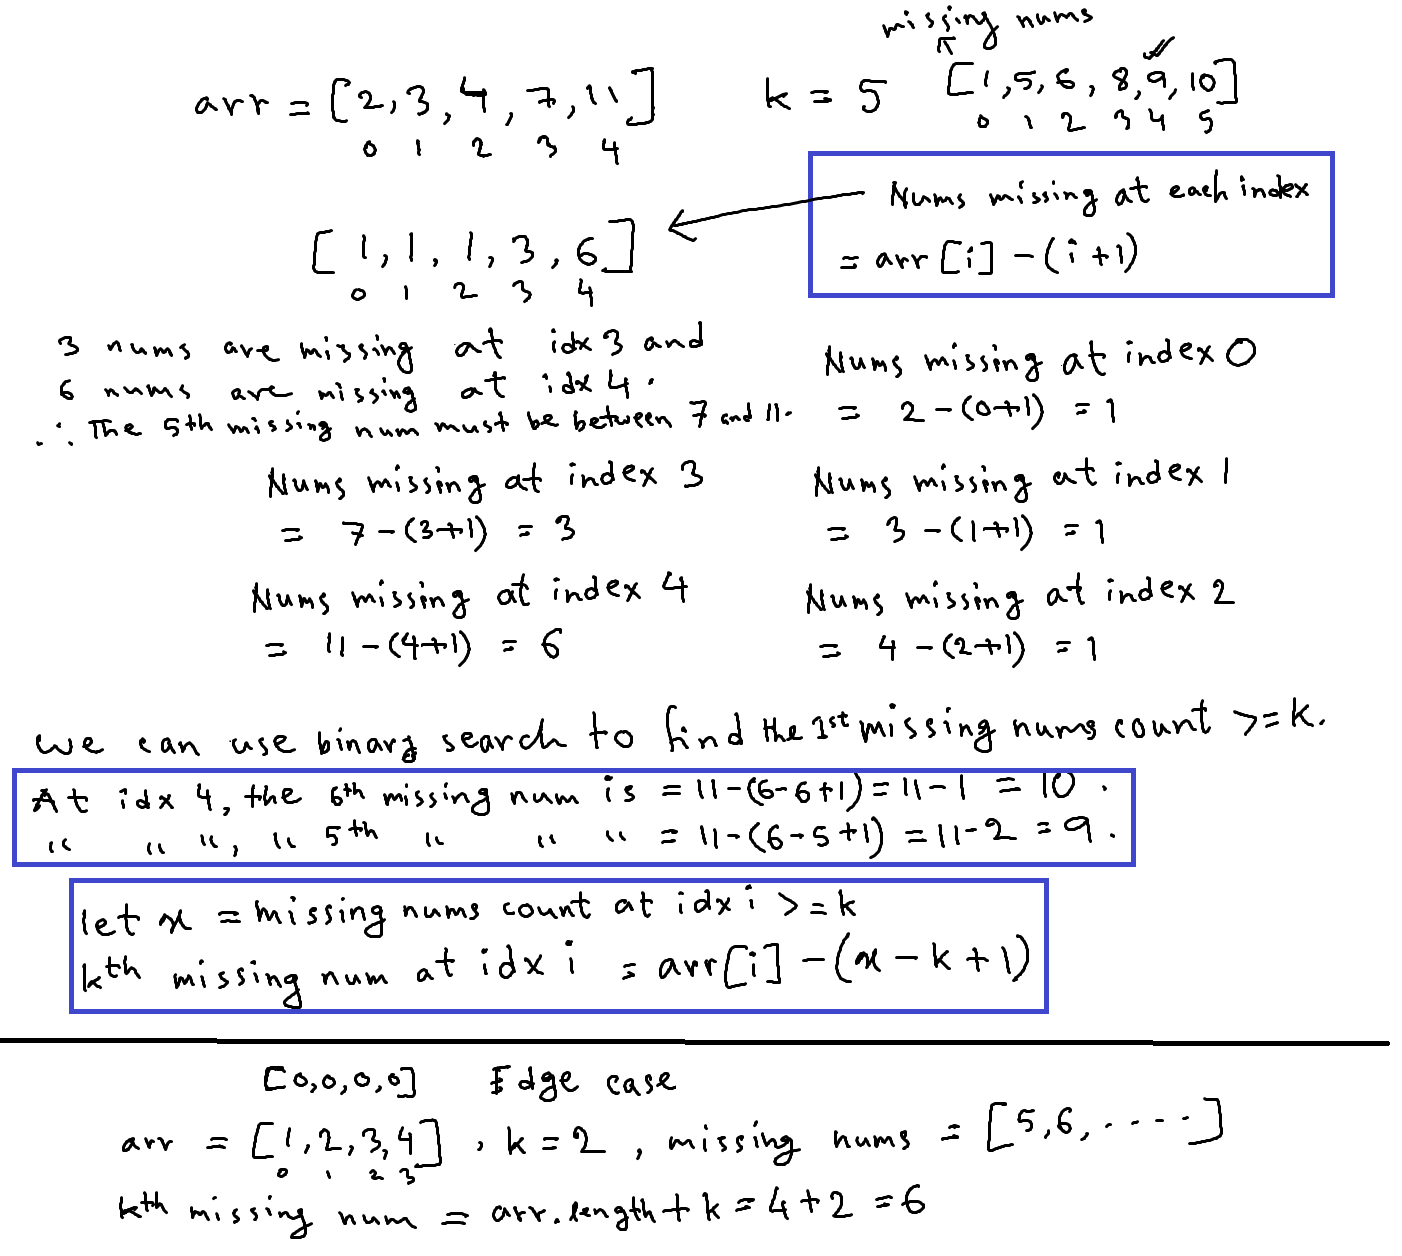 missing nums
arr = [2,3,4,7,11] k = 5 [1,5,6,8,9,10]
0 1 2 3 4 0 1 2 3 4 5
Nums missing at each index
= arr[i] - (i+1)
[1,1,1,3,6]
0 1 2 3 4
3 nums are missing at idx 3 and
6 nums are missing at idx 4.
∴ The 5th missing num must be between 7 and 11.
Nums missing at index 0
= 2-(0+1) = 1
Nums missing at index 3
= 7-(3+1) = 3
Nums missing at index 1
= 3-(1+1) = 1
Nums missing at index 4
= 11-(4+1) = 6
Nums missing at index 2
= 4-(2+1) = 1
we can use binary search to find the 1st missing nums count >=k.
At idx 4, the 6th missing num is = 11-(6-6+1)=11-1 = 10.
" " ", " 5th " " " = 11-(6-5+1) = 11-2 = 9.
let x = missing nums count at idx i >=k
kth missing num at idx i = arr[i] - (x-k+1)
[0,0,0,0] Edge case
arr = [1,2,3,4], k=2, missing nums = [5,6,.....]
0 1 2 3
kth missing num = arr.length+k = 4+2 = 6